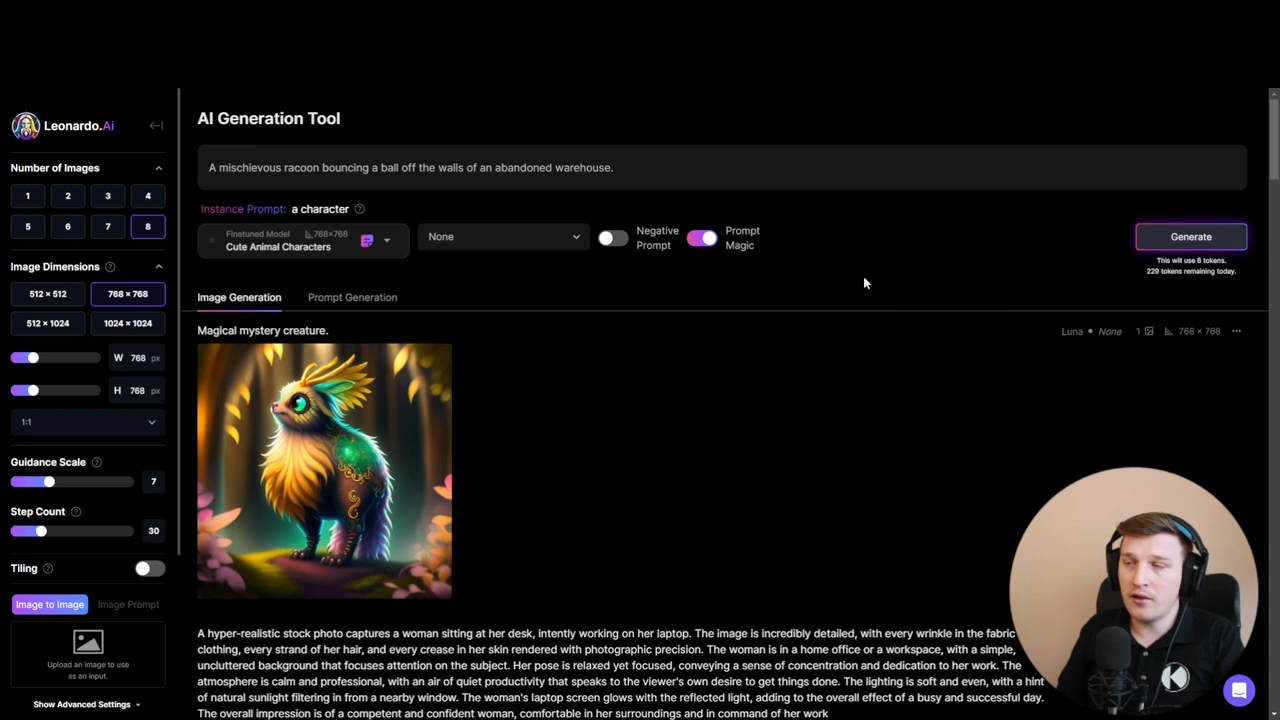 Leonardo.Ai
Number of Images
1
2
3
4
5
6
7
8
Image Dimensions
512 × 512
768 × 768
512 × 1024
1024 × 1024
W 768 px
H 768 px
1:1
Guidance Scale
7
Step Count
30
Tiling
Image to Image
Image Prompt
Upload an image to use
as an input.
Show Advanced Settings
AI Generation Tool
A mischievous racoon bouncing a ball off the walls of an abandoned warehouse.
Instance Prompt: a character
Finetuned Model 768×768
Cute Animal Characters
None
Negative
Prompt
Prompt
Magic
Generate
This will use 6 tokens.
229 tokens remaining today.
Image Generation
Prompt Generation
Magical mystery creature.
Luna • None 1 768 × 768
A hyper-realistic stock photo captures a woman sitting at her desk, intently working on her laptop. The image is incredibly detailed, with every wrinkle in the fabric
clothing, every strand of her hair, and every crease in her skin rendered with photographic precision. The woman is in a home office or a workspace, with a simple,
uncluttered background that focuses attention on the subject. Her pose is relaxed yet focused, conveying a sense of concentration and dedication to her work. The
atmosphere is calm and professional, with an air of quiet productivity that speaks to the viewer's own desire to get things done. The lighting is soft and even, with a hint
of natural sunlight filtering in from a nearby window. The woman's laptop screen glows with the reflected light, adding to the overall effect of a busy and successful day.
The overall impression is of a competent and confident woman, comfortable in her surroundings and in command of her work
K